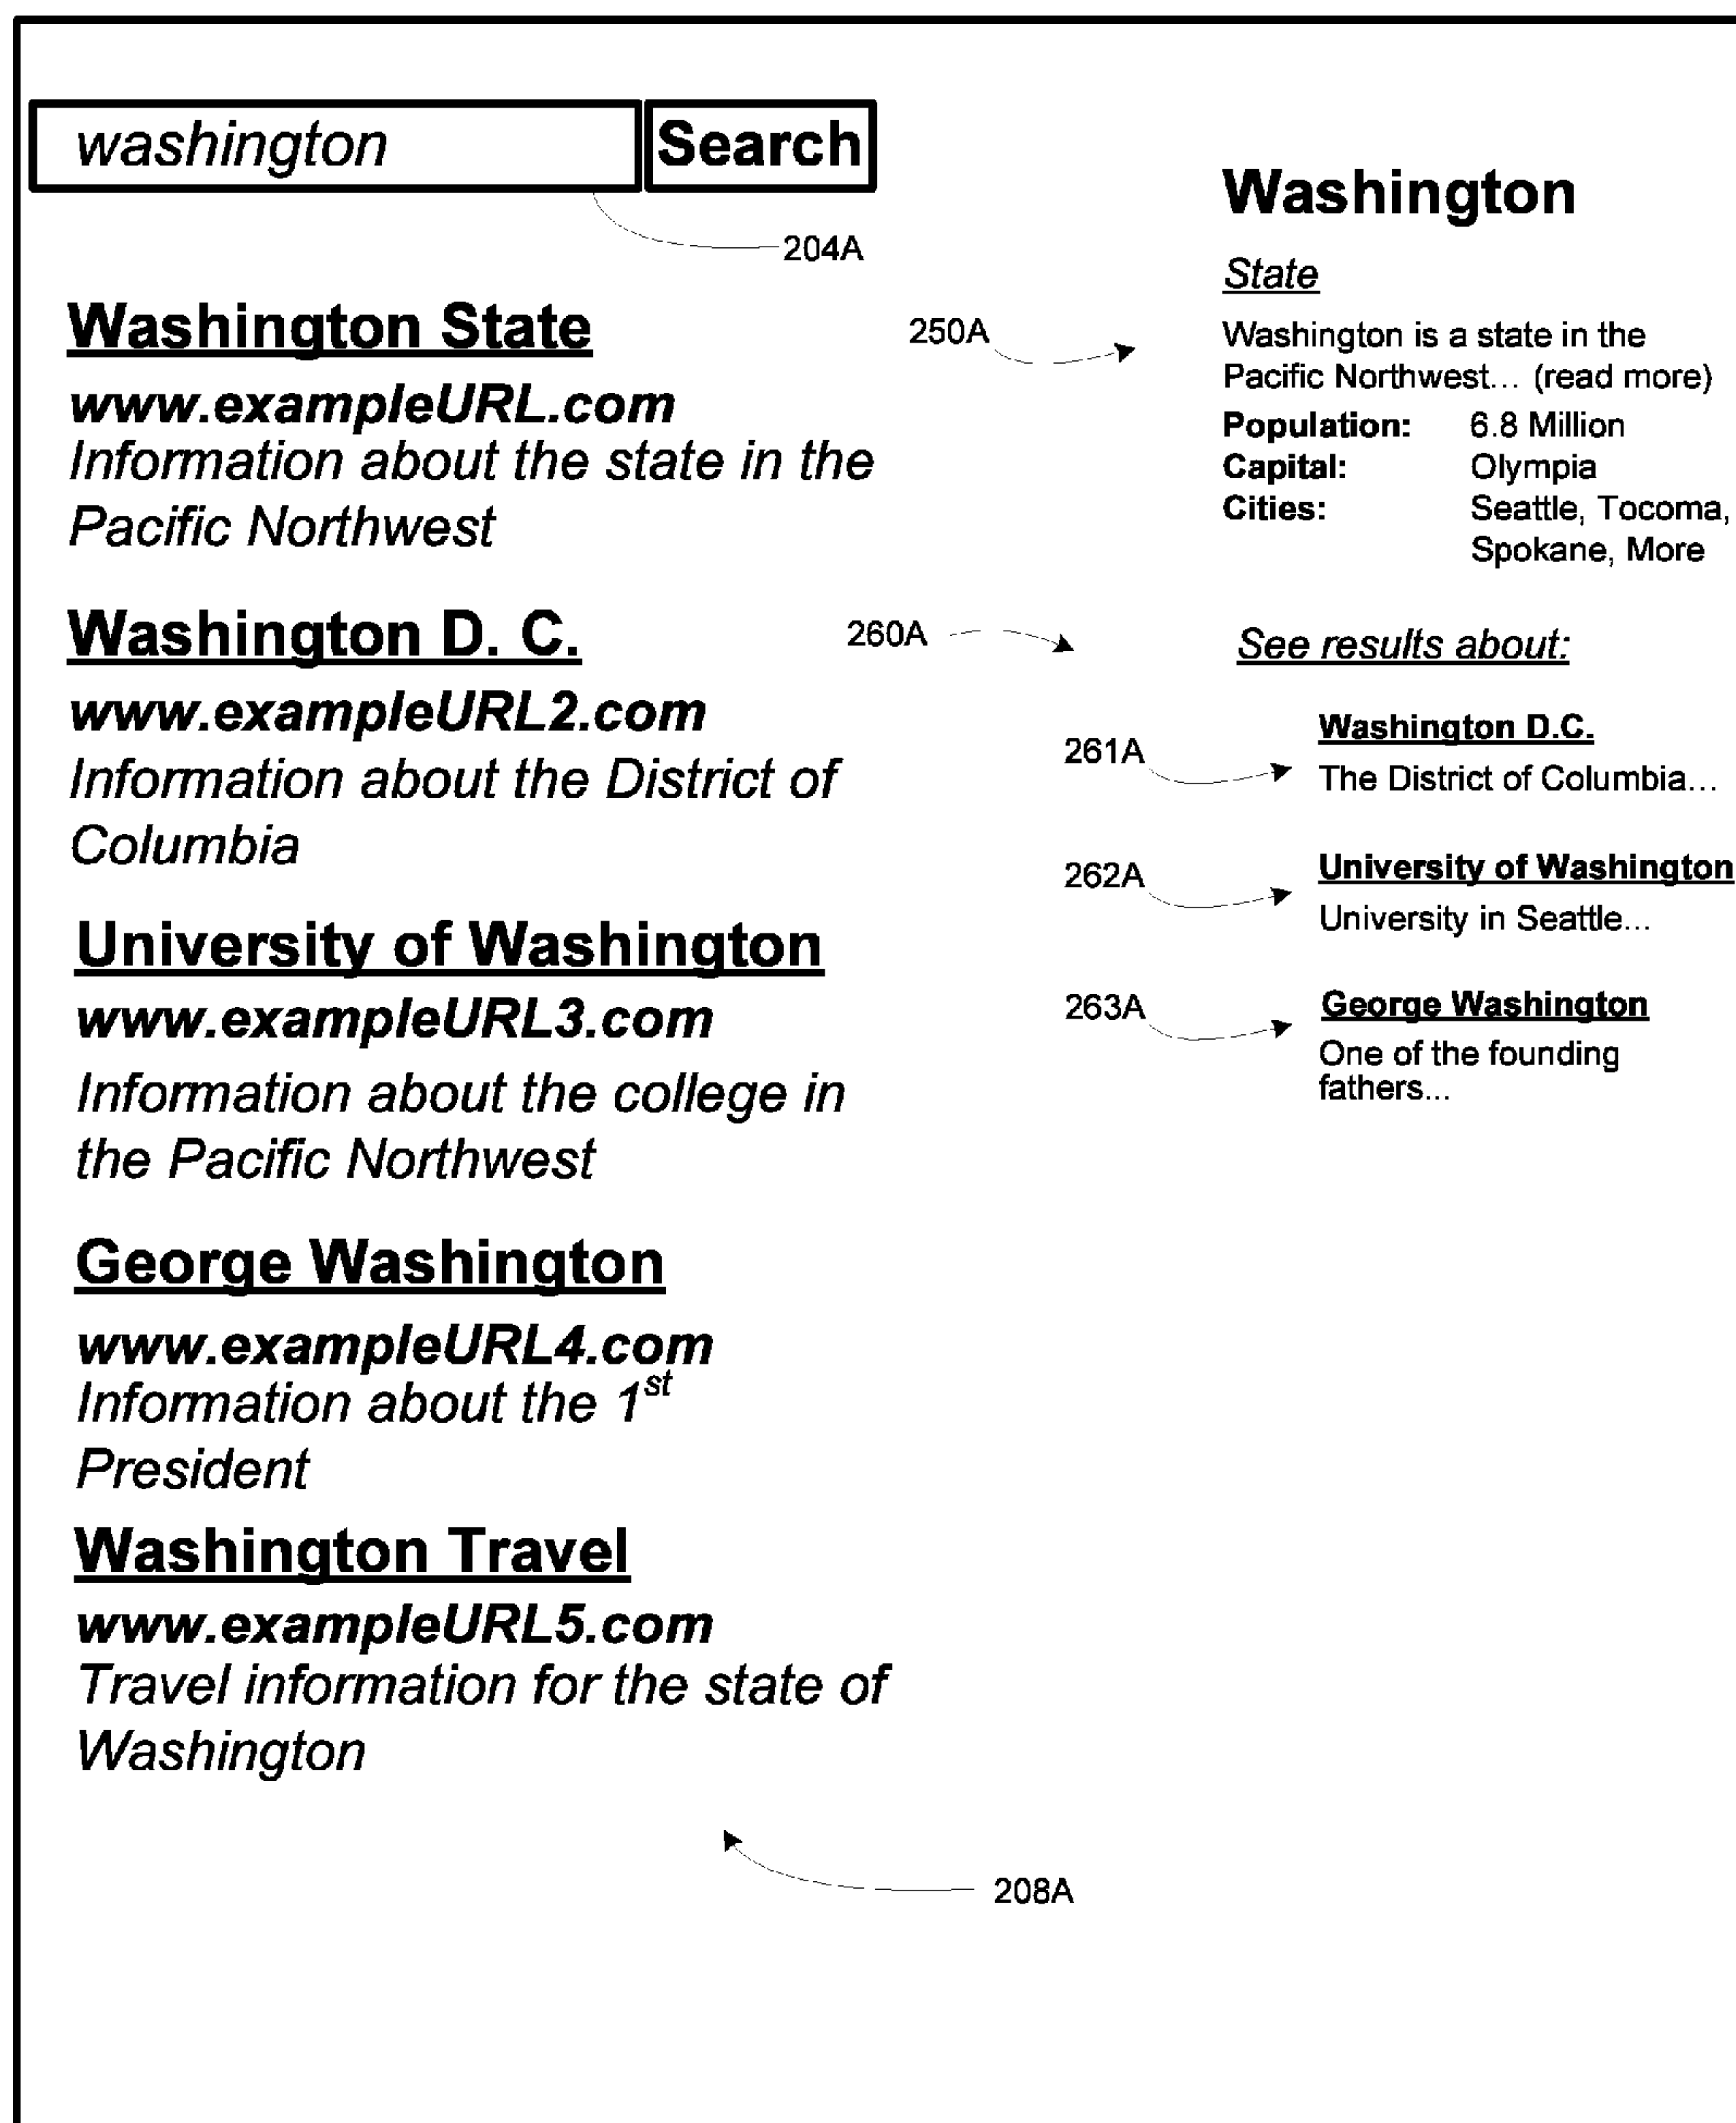 washington Search
204A
Washington State
www.exampleURL.com
Information about the state in the
Pacific Northwest
Washington D. C.
www.exampleURL2.com
Information about the District of
Columbia
University of Washington
www.exampleURL3.com
Information about the college in
the Pacific Northwest
George Washington
www.exampleURL4.com
Information about the 1st
President
Washington Travel
www.exampleURL5.com
Travel information for the state of
Washington
208A
250A
Washington
State
Washington is a state in the
Pacific Northwest... (read more)
Population: 6.8 Million
Capital: Olympia
Cities: Seattle, Tocoma,
Spokane, More
260A
See results about:
261A
Washington D.C.
The District of Columbia...
262A
University of Washington
University in Seattle...
263A
George Washington
One of the founding
fathers...